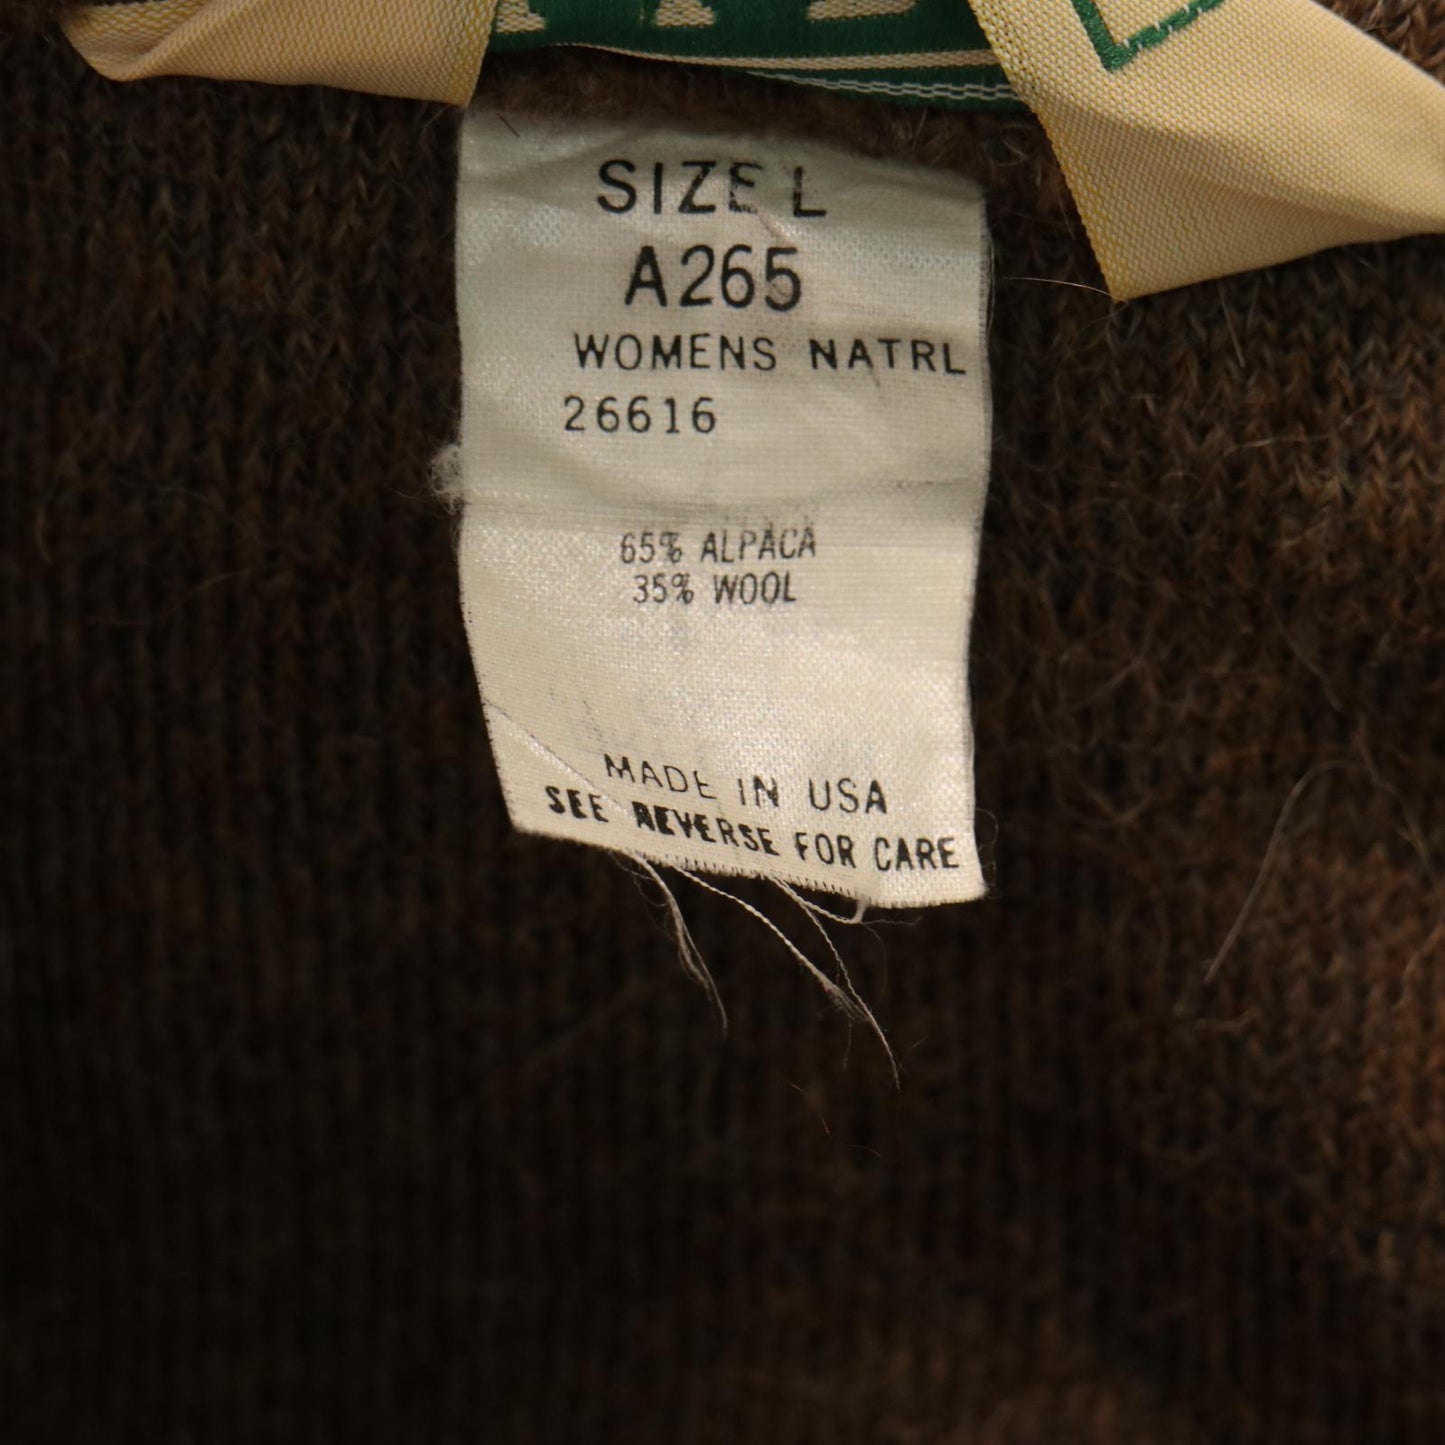 SIZE L
A265
WOMENS NATRL
26616
65% ALPACA
35% WOOL
MADE IN USA
SEE REVERSE FOR CARE